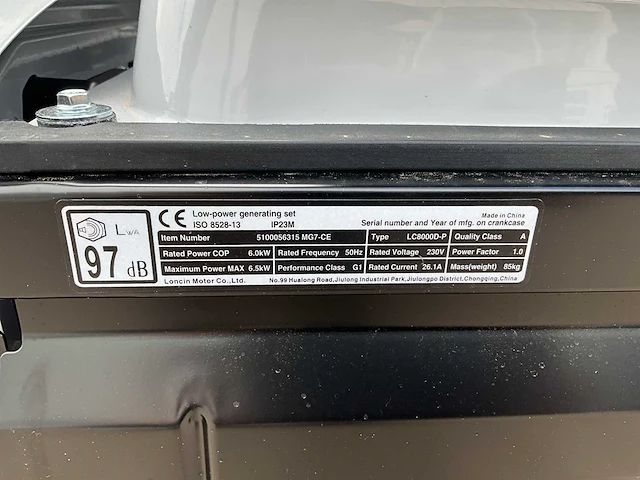 LWA
97 dB
CE Low-power generating set Made in China
ISO 8528-13 IP23M Serial number and Year of mfg. on crankcase
Item Number 5100056315 MG7-CE Type LC8000D-P Quality Class A
Rated Power COP 6.0kW Rated Frequency 50Hz Rated Voltage 230V Power Factor 1.0
Maximum Power MAX 6.5kW Performance Class G1 Rated Current 26.1A Mass(weight) 85kg
Loncin Motor Co.,Ltd. No.99 Hualong Road,Jiulong Industrial Park,Jiulongpo District,Chongqing,China